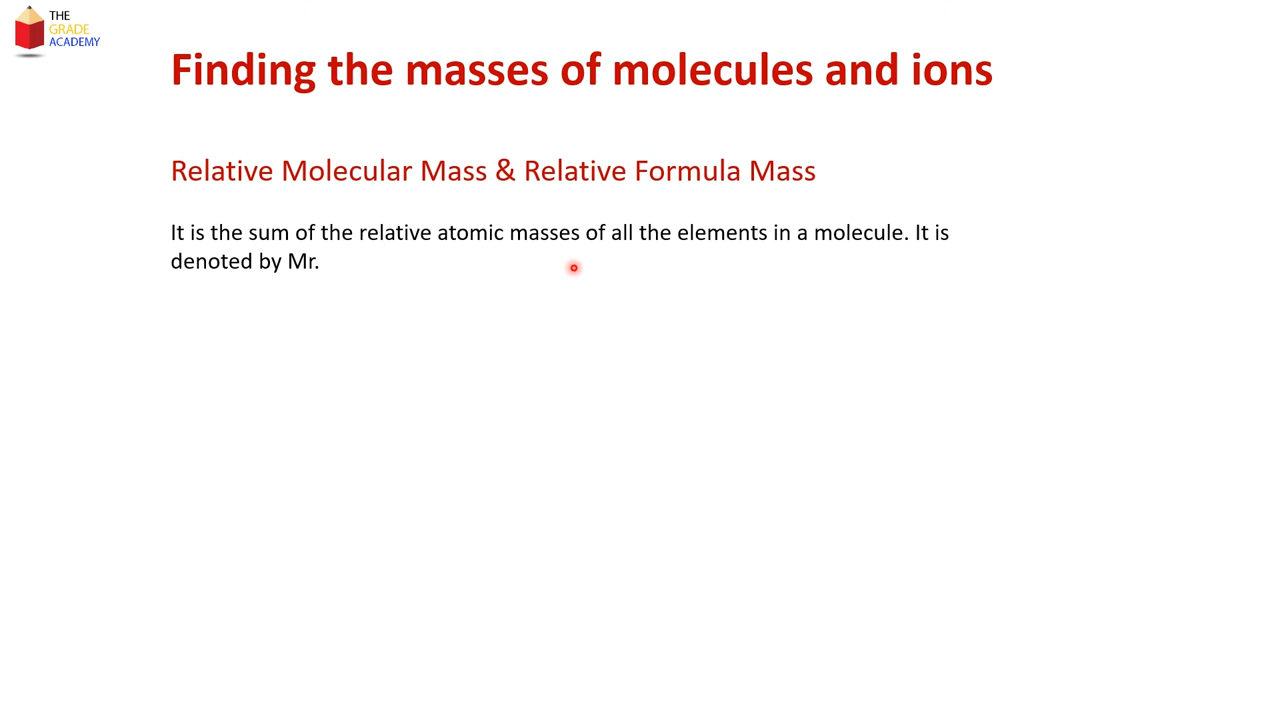 THE
GRADE
ACADEMY
Finding the masses of molecules and ions
Relative Molecular Mass & Relative Formula Mass
It is the sum of the relative atomic masses of all the elements in a molecule. It is
denoted by Mr.